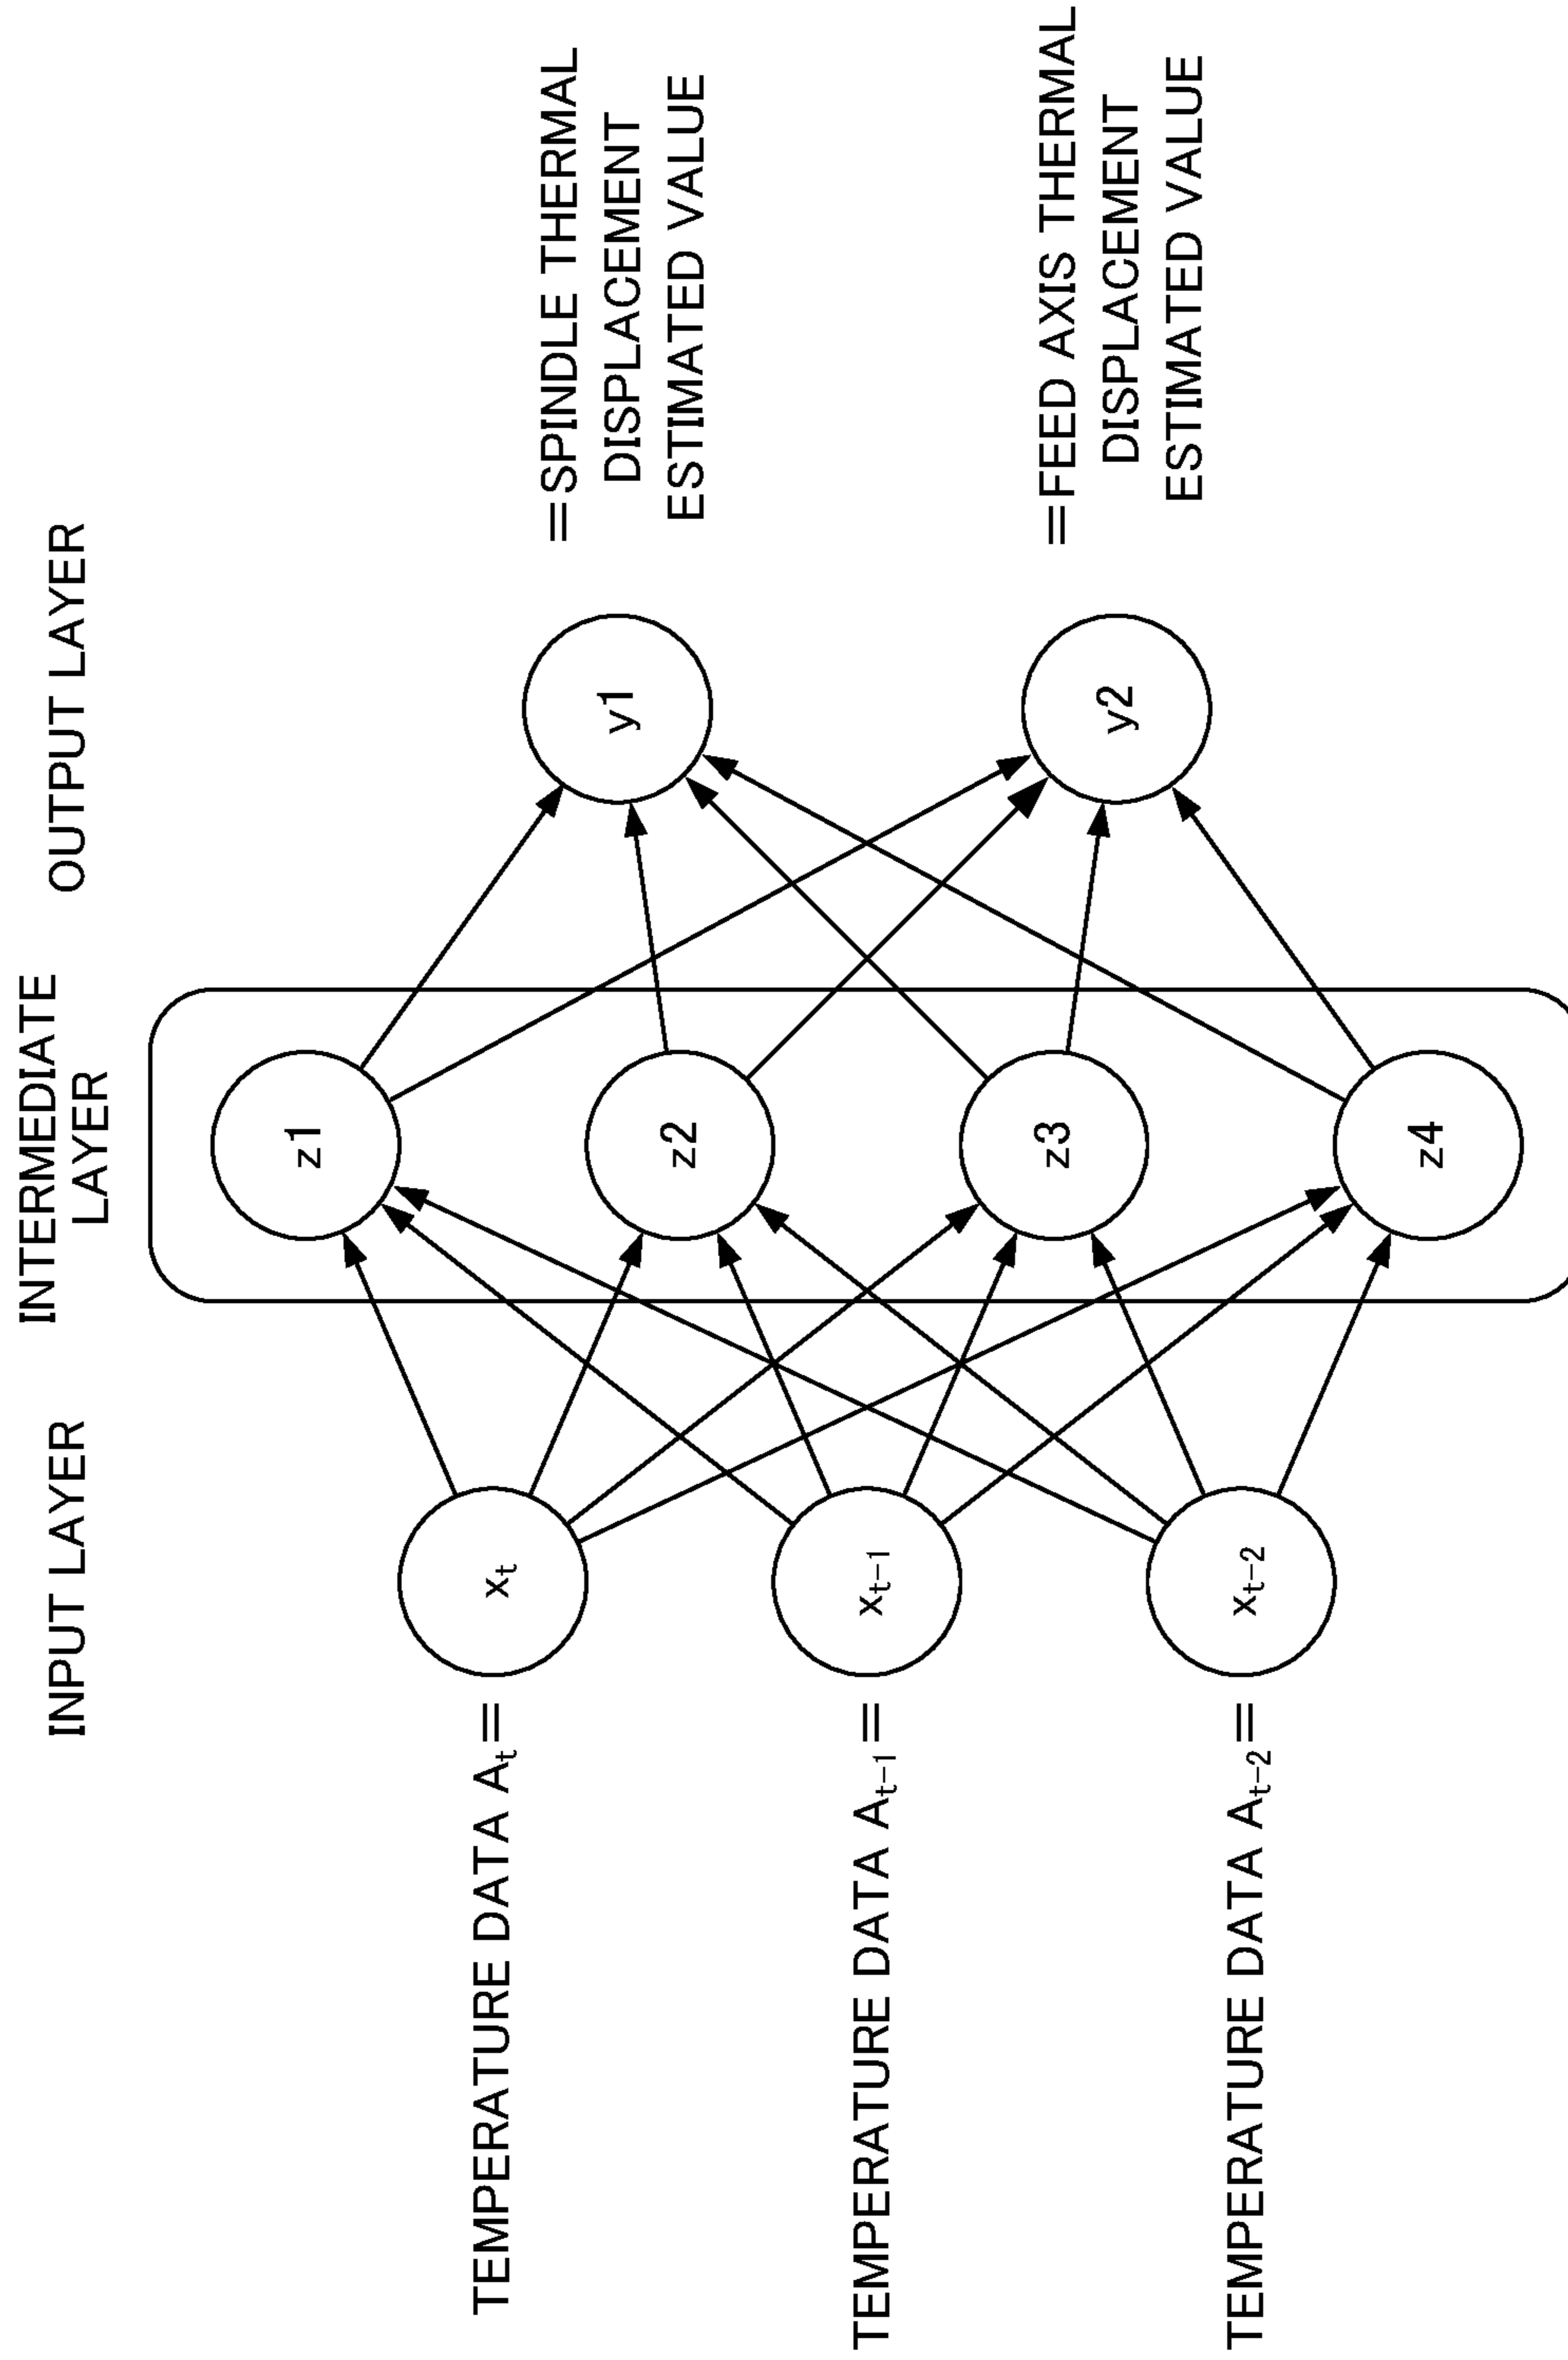 INPUT LAYER
INTERMEDIATE
LAYER
OUTPUT LAYER
TEMPERATURE DATA Aₜ=
xₜ
TEMPERATURE DATA Aₜ₋₁=
xₜ₋₁
TEMPERATURE DATA Aₜ₋₂=
xₜ₋₂
z1
z2
z3
z4
y1
=SPINDLE THERMAL
DISPLACEMENT
ESTIMATED VALUE
y2
=FEED AXIS THERMAL
DISPLACEMENT
ESTIMATED VALUE